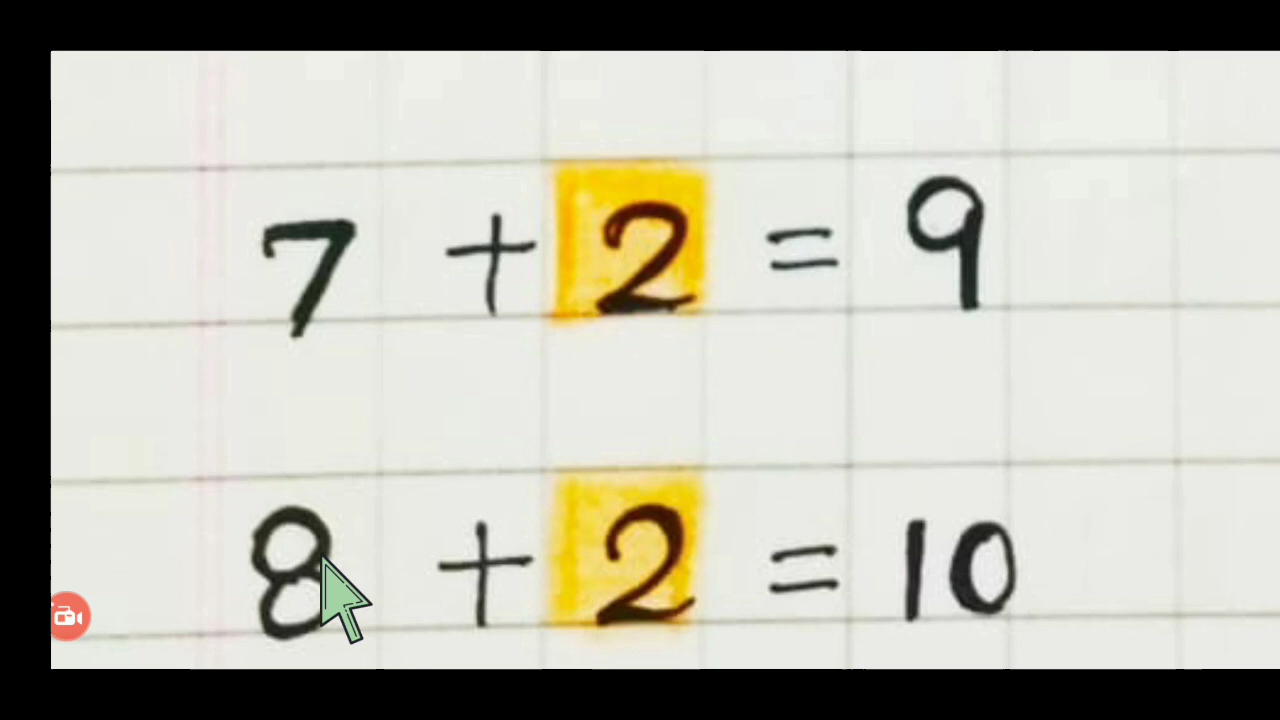 7 + 2 = 9
8 + 2 = 10